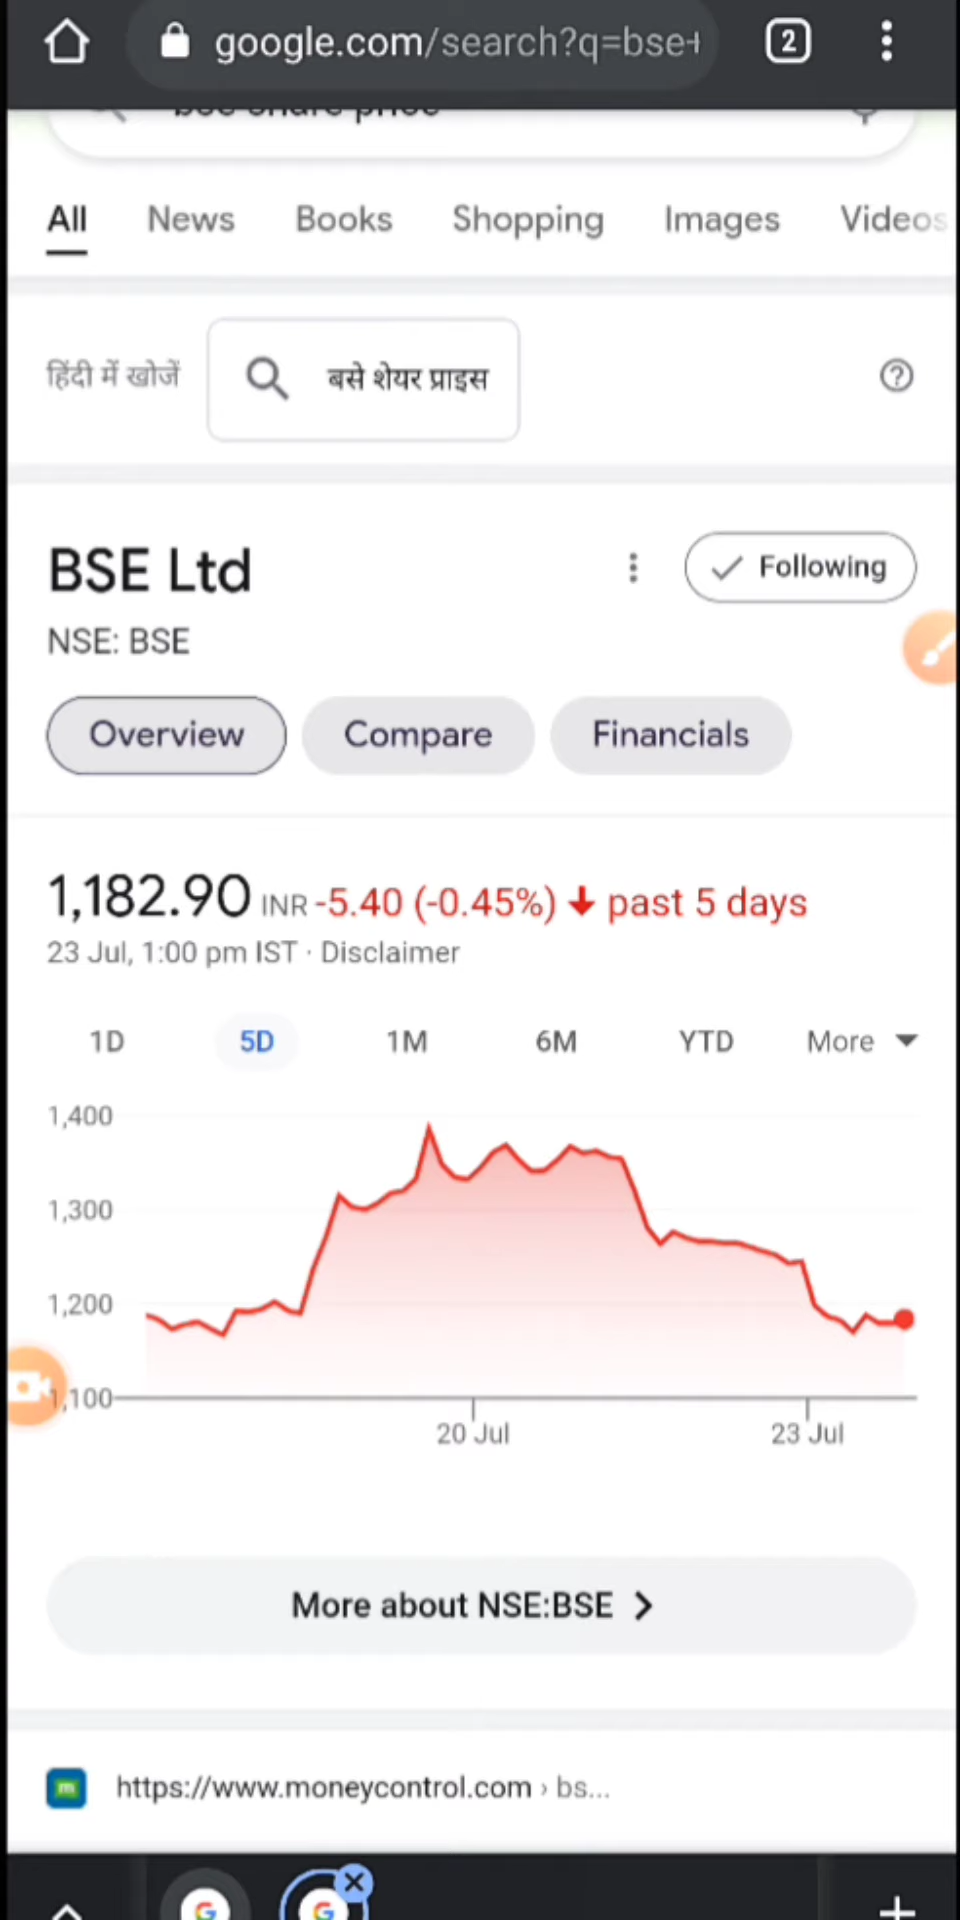 google.com/search?q=bse+
bse share price
All News Books Shopping Images Videos
हिंदी में खोजें बसे शेयर प्राइस
BSE Ltd
Following
NSE: BSE
Overview Compare Financials
1,182.90 INR -5.40 (-0.45%) past 5 days
23 Jul, 1:00 pm IST · Disclaimer
1D 5D 1M 6M YTD More
1,400
1,300
1,200
1,100
20 Jul 23 Jul
More about NSE:BSE
https://www.moneycontrol.com › bs...